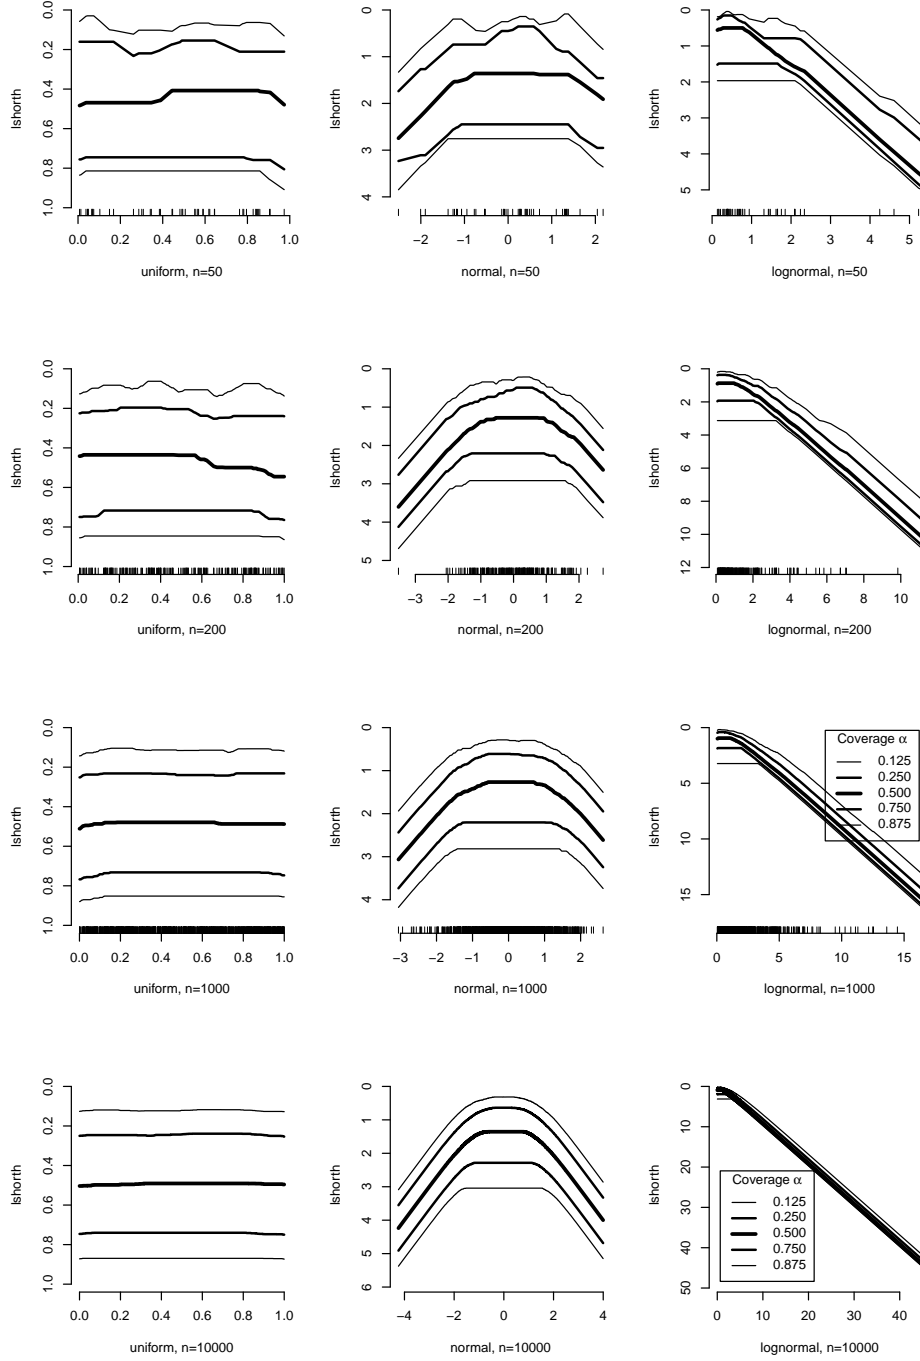 lshorth
0.0
0.2
0.4
0.6
0.8
1.0
0.0 0.2 0.4 0.6 0.8 1.0
uniform, n=50
lshorth
0
1
2
3
4
−2 −1 0 1 2
normal, n=50
lshorth
0
1
2
3
4
5
0 1 2 3 4 5
lognormal, n=50
lshorth
0.0
0.2
0.4
0.6
0.8
1.0
0.0 0.2 0.4 0.6 0.8 1.0
uniform, n=200
lshorth
0
1
2
3
4
5
−3 −2 −1 0 1 2
normal, n=200
lshorth
0
2
4
6
8
10
12
0 2 4 6 8 10
lognormal, n=200
lshorth
0.0
0.2
0.4
0.6
0.8
1.0
0.0 0.2 0.4 0.6 0.8 1.0
uniform, n=1000
lshorth
0
1
2
3
4
−3 −2 −1 0 1 2
normal, n=1000
lshorth
0
5
10
15
Coverage α
0.125
0.250
0.500
0.750
0.875
0 5 10 15
lognormal, n=1000
lshorth
0.0
0.2
0.4
0.6
0.8
1.0
0.0 0.2 0.4 0.6 0.8 1.0
uniform, n=10000
lshorth
0
1
2
3
4
5
6
−4 −2 0 2 4
normal, n=10000
lshorth
0
10
20
30
40
50
Coverage α
0.125
0.250
0.500
0.750
0.875
0 10 20 30 40
lognormal, n=10000